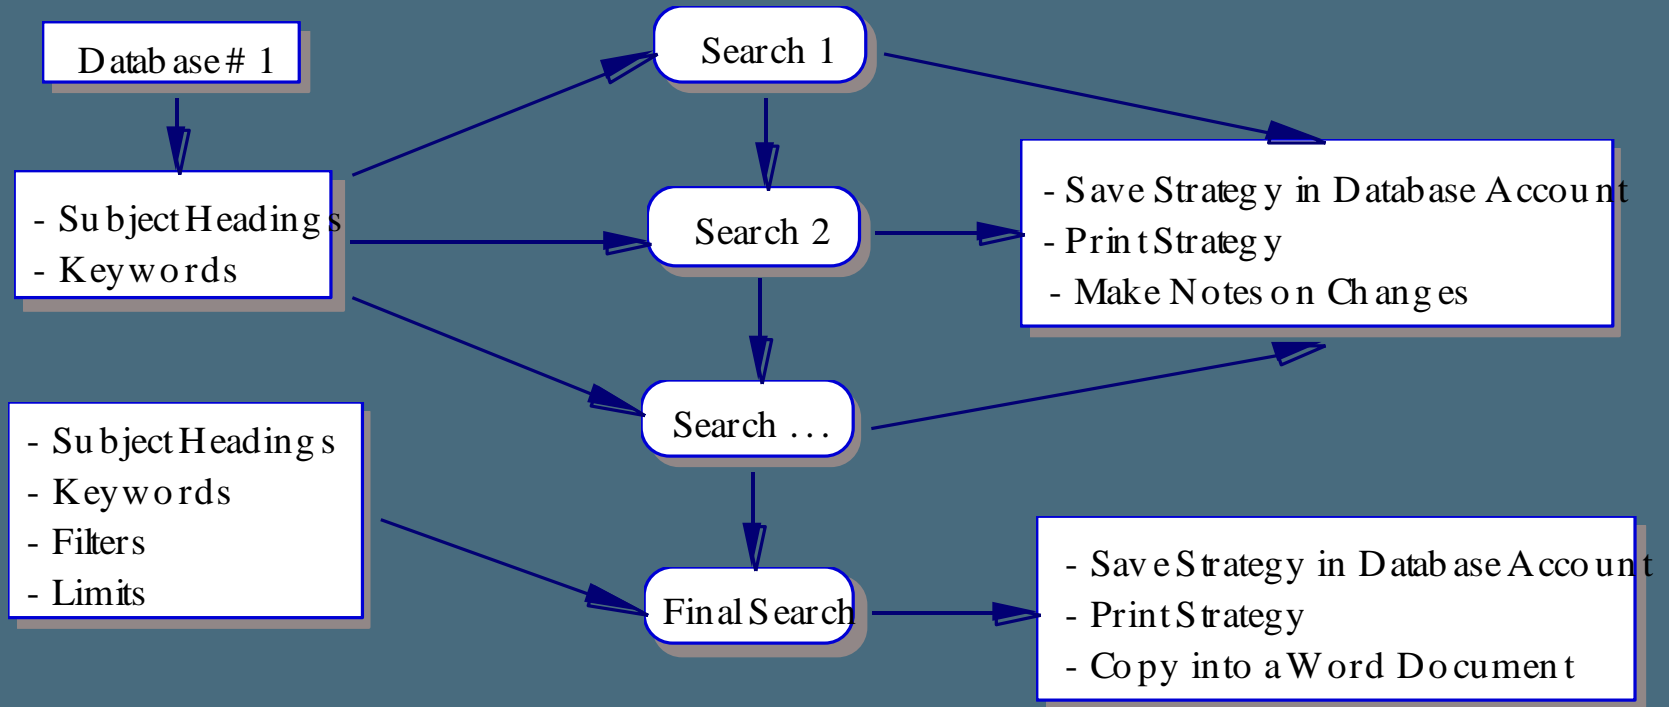 Database # 1
- Subject Headings
- Keywords
- Subject Headings
- Keywords
- Filters
- Limits
Search 1
Search 2
Search ...
Final Search
- Save Strategy in Database Account
- Print Strategy
- Make Notes on Changes
- Save Strategy in Database Account
- Print Strategy
- Copy into a Word Document